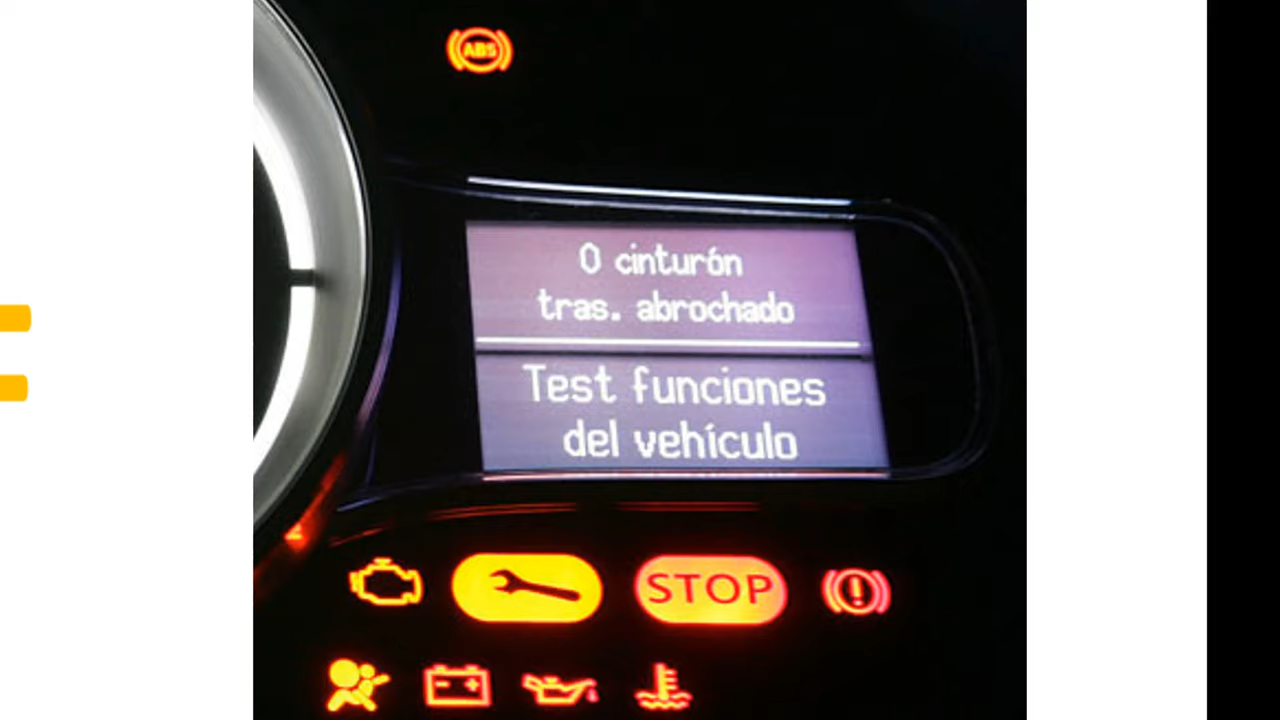 ABS
0 cinturón
tras. abrochado
Test funciones
del vehículo
STOP